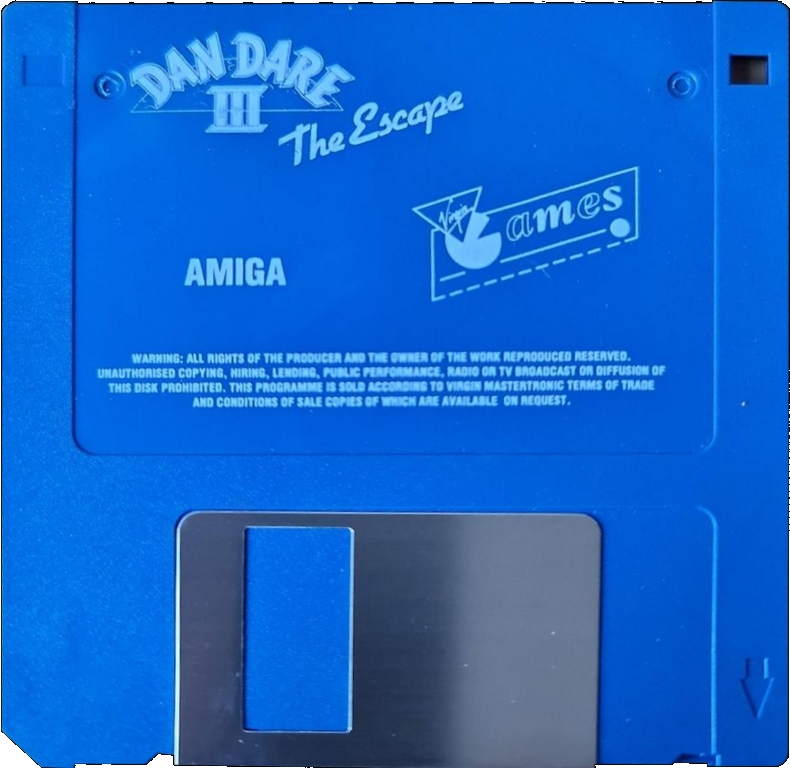 DAN DARE
III
The Escape
Virgin Games
AMIGA
WARNING: ALL RIGHTS OF THE PRODUCER AND THE OWNER OF THE WORK REPRODUCED RESERVED.
UNAUTHORISED COPYING, HIRING, LENDING, PUBLIC PERFORMANCE, RADIO OR TV BROADCAST OR DIFFUSION OF
THIS DISK PROHIBITED. THIS PROGRAMME IS SOLD ACCORDING TO VIRGIN MASTERTRONIC TERMS OF TRADE
AND CONDITIONS OF SALE COPIES OF WHICH ARE AVAILABLE ON REQUEST.